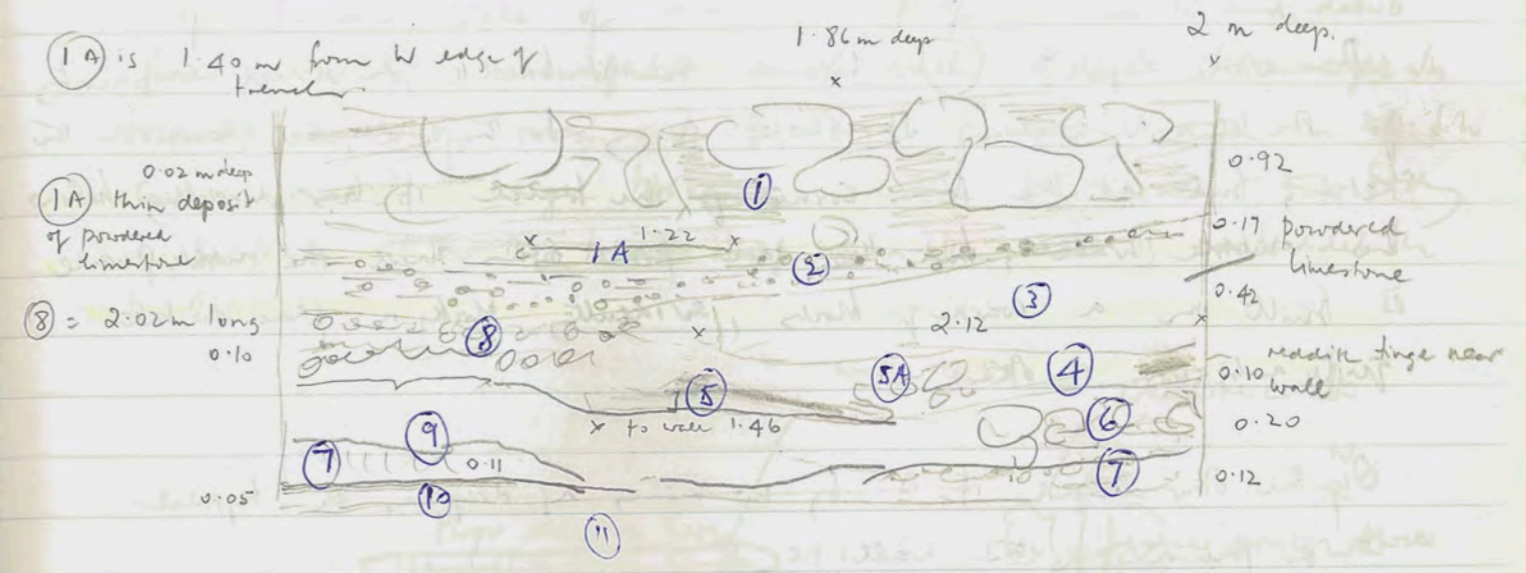 1A is 1.40 m from W edge of
trench
1.86 m deep
2 m deep.
x
x
0.02 m deep
1A thin deposit
of powdered
limestone
0.92
1
0.17 powdered
limestone
x 1.22 x
1A
2
3
0.42
8 = 2.02 m long
0.10
8
x 2.12 x
5A
4
reddish tinge near
0.10 wall
5
x to wall 1.46
6
0.20
9
7
0.11
7
0.12
0.05
10
11